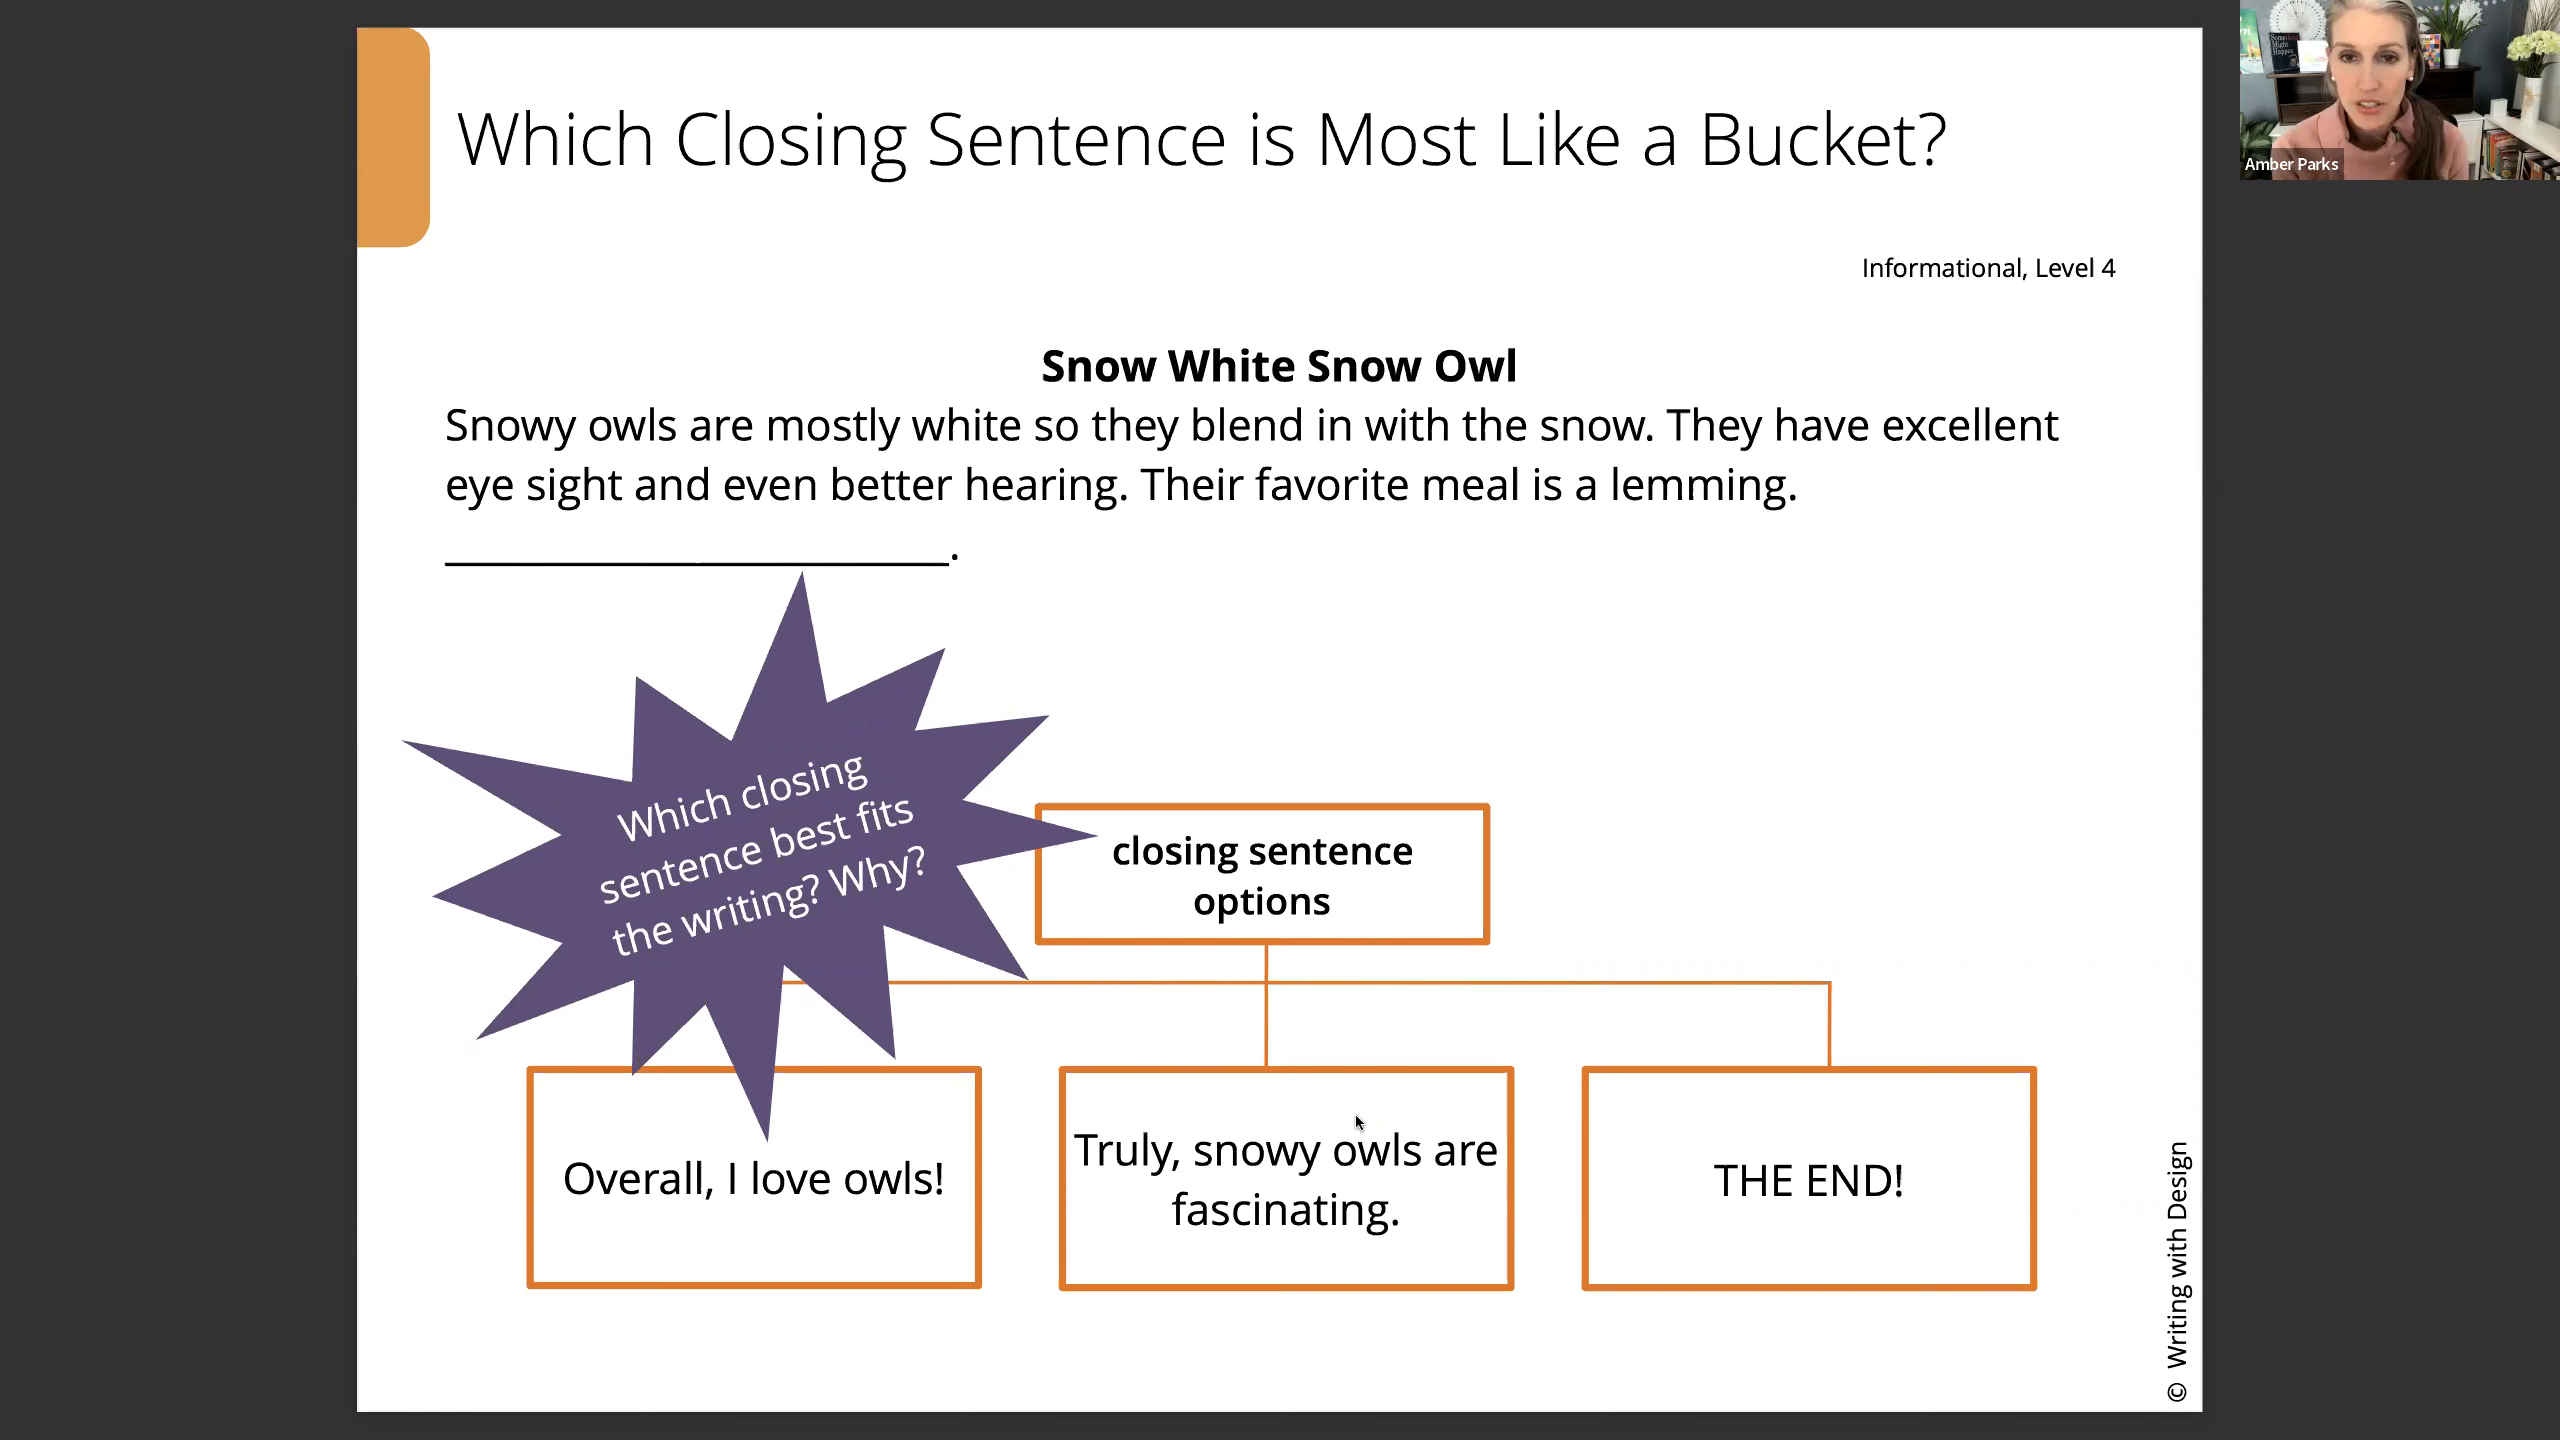 Which Closing Sentence is Most Like a Bucket?
Amber Parks
Informational, Level 4
Snow White Snow Owl
Snowy owls are mostly white so they blend in with the snow. They have excellent
eye sight and even better hearing. Their favorite meal is a lemming.
______________________.
Which closing
sentence best fits
the writing? Why?
closing sentence
options
Overall, I love owls!
Truly, snowy owls are
fascinating.
THE END!
© Writing with Design